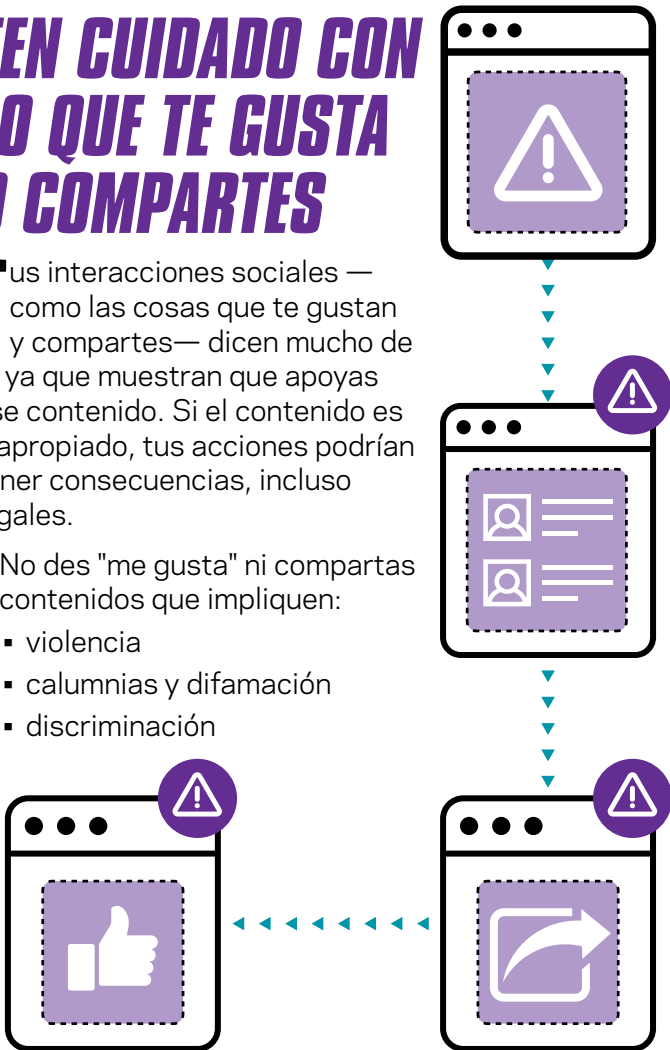 EN CUIDADO CON
O QUE TE GUSTA
O COMPARTES
us interacciones sociales —
como las cosas que te gustan
y compartes— dicen mucho de
ya que muestran que apoyas
se contenido. Si el contenido es
apropiado, tus acciones podrían
ner consecuencias, incluso
gales.
No des "me gusta" ni compartas
contenidos que impliquen:
▪ violencia
▪ calumnias y difamación
▪ discriminación